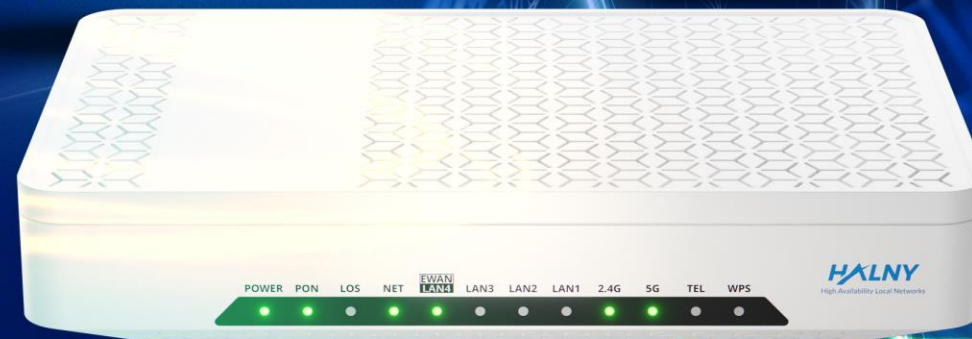 HALNY
High Availability Local Networks
EWAN
POWER PON LOS NET LAN4 LAN3 LAN2 LAN1 2.4G 5G TEL WPS